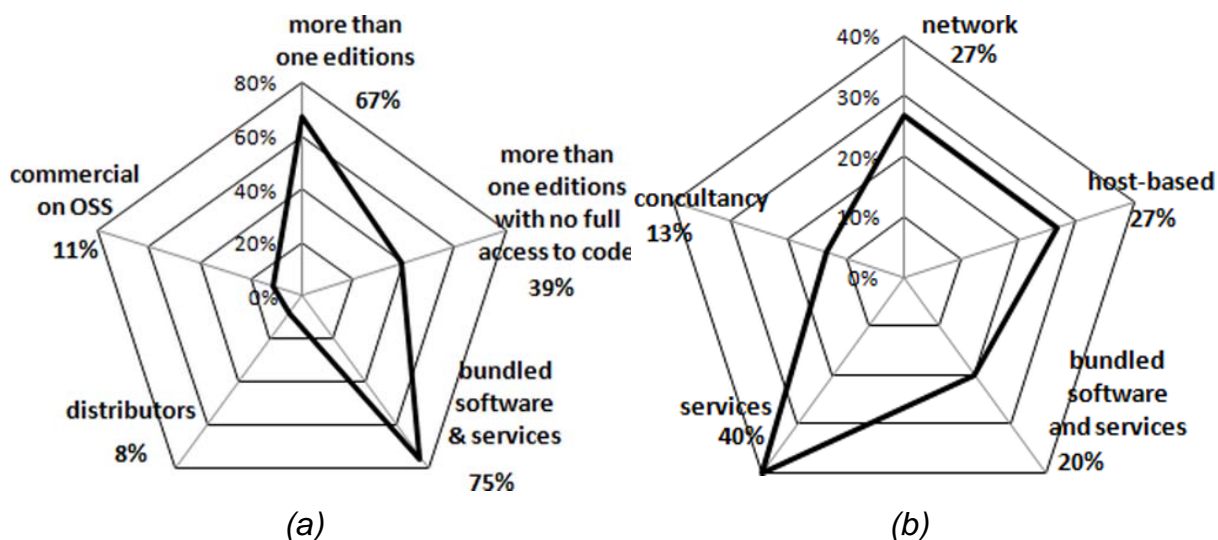 more than
one editions
67%
80%
60%
40%
20%
0%
more than
one editions
with no full
access to code
39%
bundled
software
& services
75%
distributors
8%
commercial
on OSS
11%
(a)
network
27%
40%
30%
20%
10%
0%
host-based
27%
bundled
software
and services
20%
services
40%
concultancy
13%
(b)